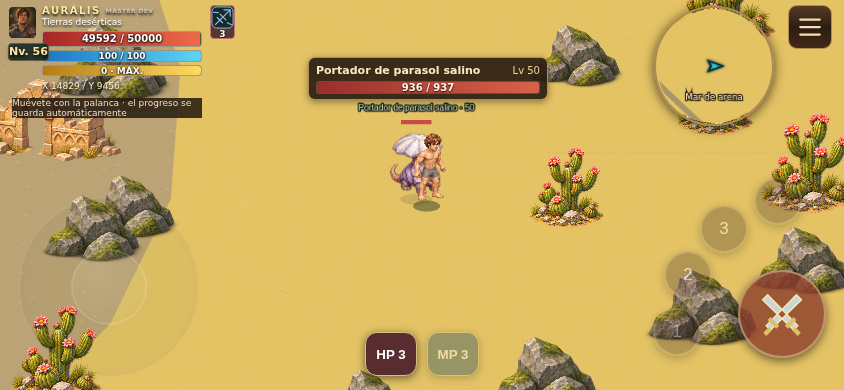 AURALIS MASTER DEV
Tierras desérticas
49592 / 50000
Nv. 56
100 / 100
0 · MÁX.
X 14829 / Y 9456
Muévete con la palanca · el progreso se
guarda automáticamente
3
Portador de parasol salino Lv 50
936 / 937
Portador de parasol salino · 50
Mar de arena
3
2
1
HP 3
MP 3